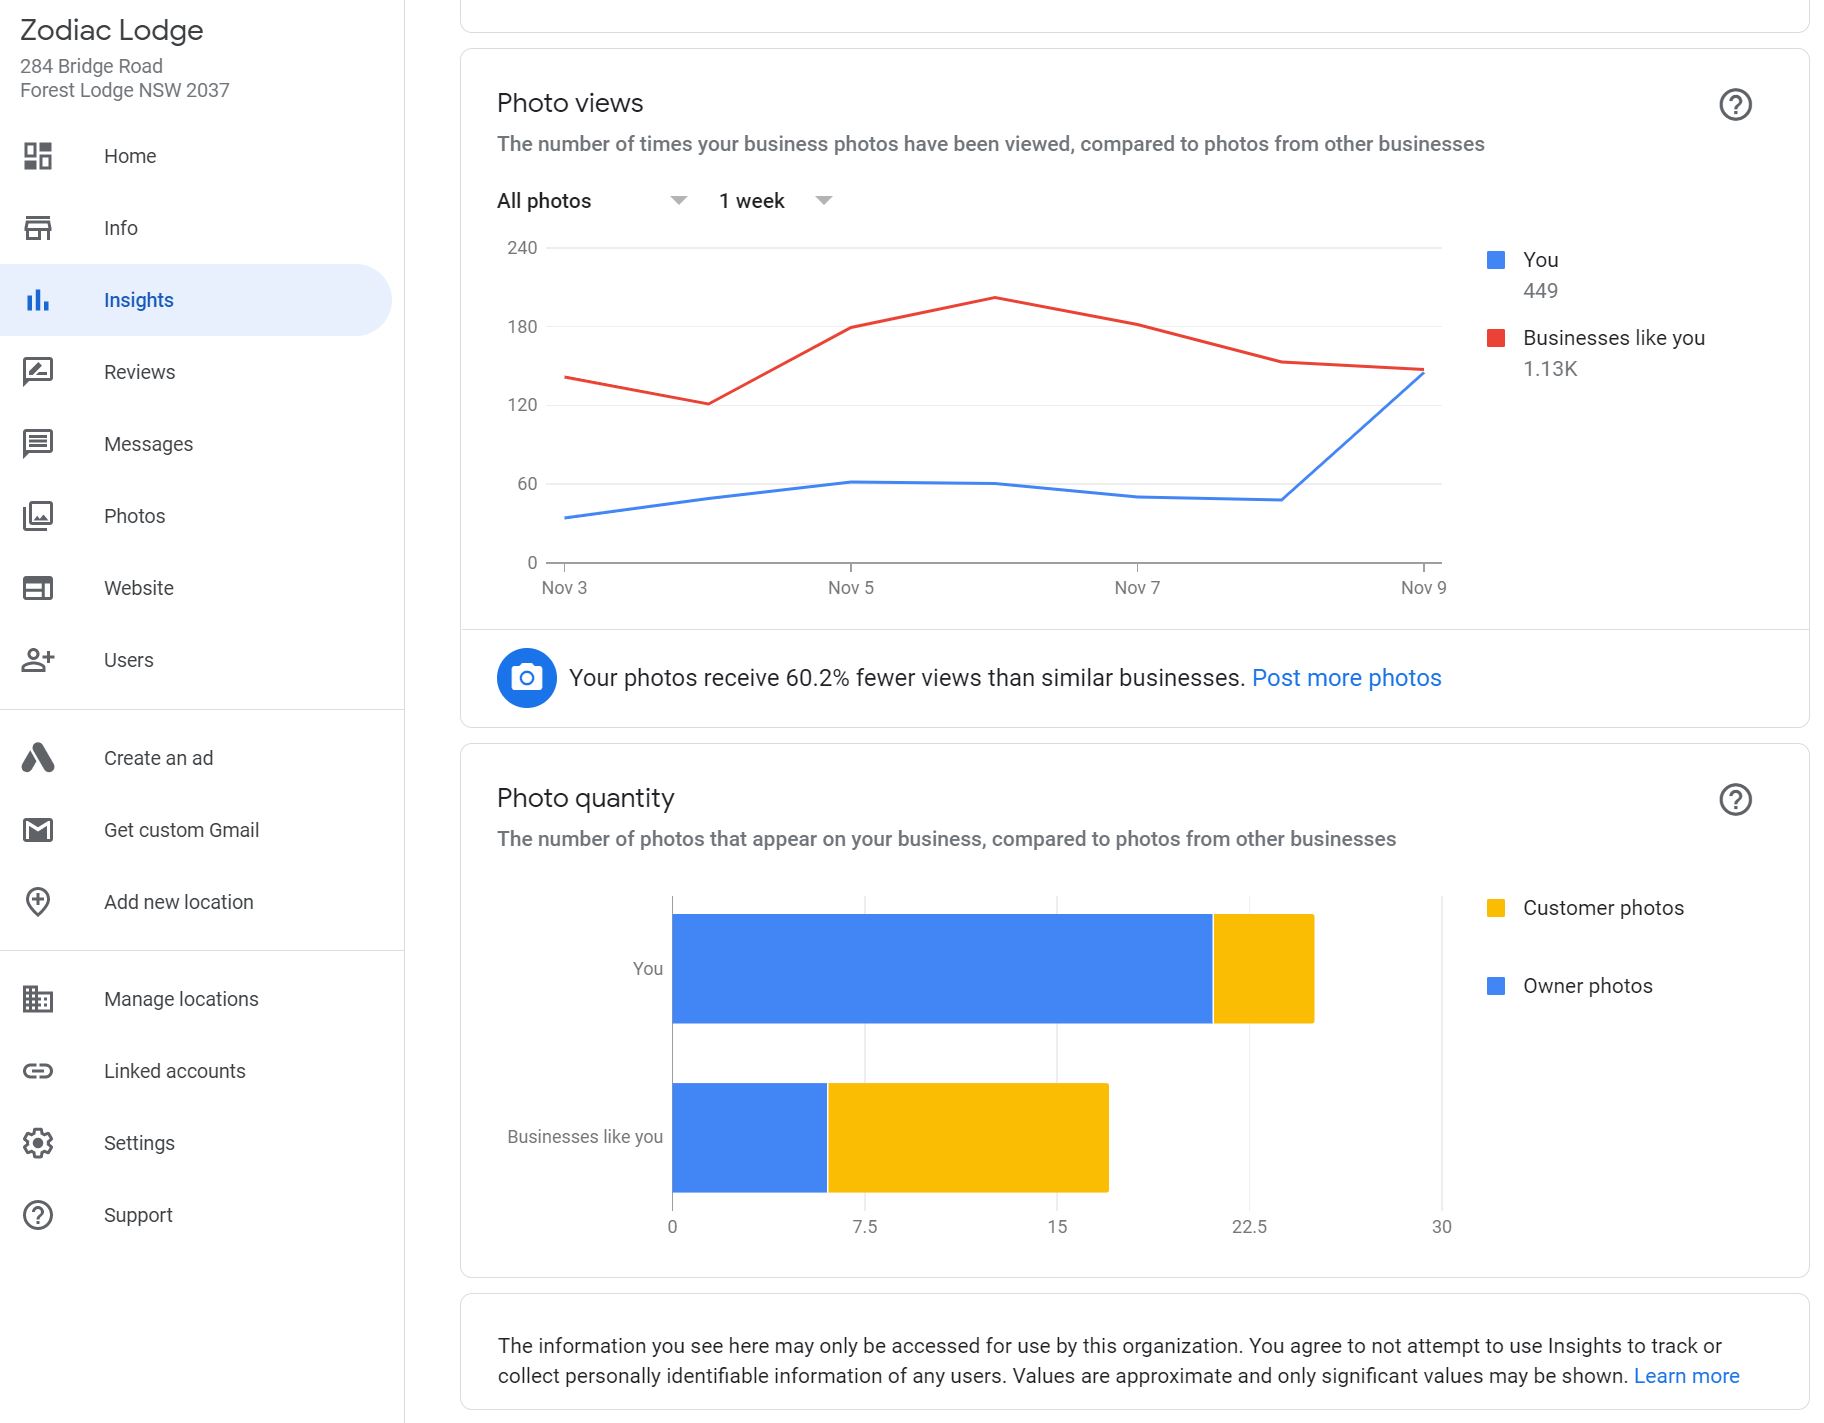 Zodiac Lodge
284 Bridge Road
Forest Lodge NSW 2037
Home
Info
Insights
Reviews
Messages
Photos
Website
Users
Create an ad
Get custom Gmail
Add new location
Manage locations
Linked accounts
Settings
Support
Photo views
The number of times your business photos have been viewed, compared to photos from other businesses
All photos 1 week
240
180
120
60
0
Nov 3 Nov 5 Nov 7 Nov 9
You
449
Businesses like you
1.13K
Your photos receive 60.2% fewer views than similar businesses. Post more photos
Photo quantity
The number of photos that appear on your business, compared to photos from other businesses
You
Businesses like you
0 7.5 15 22.5 30
Customer photos
Owner photos
The information you see here may only be accessed for use by this organization. You agree to not attempt to use Insights to track or
collect personally identifiable information of any users. Values are approximate and only significant values may be shown. Learn more